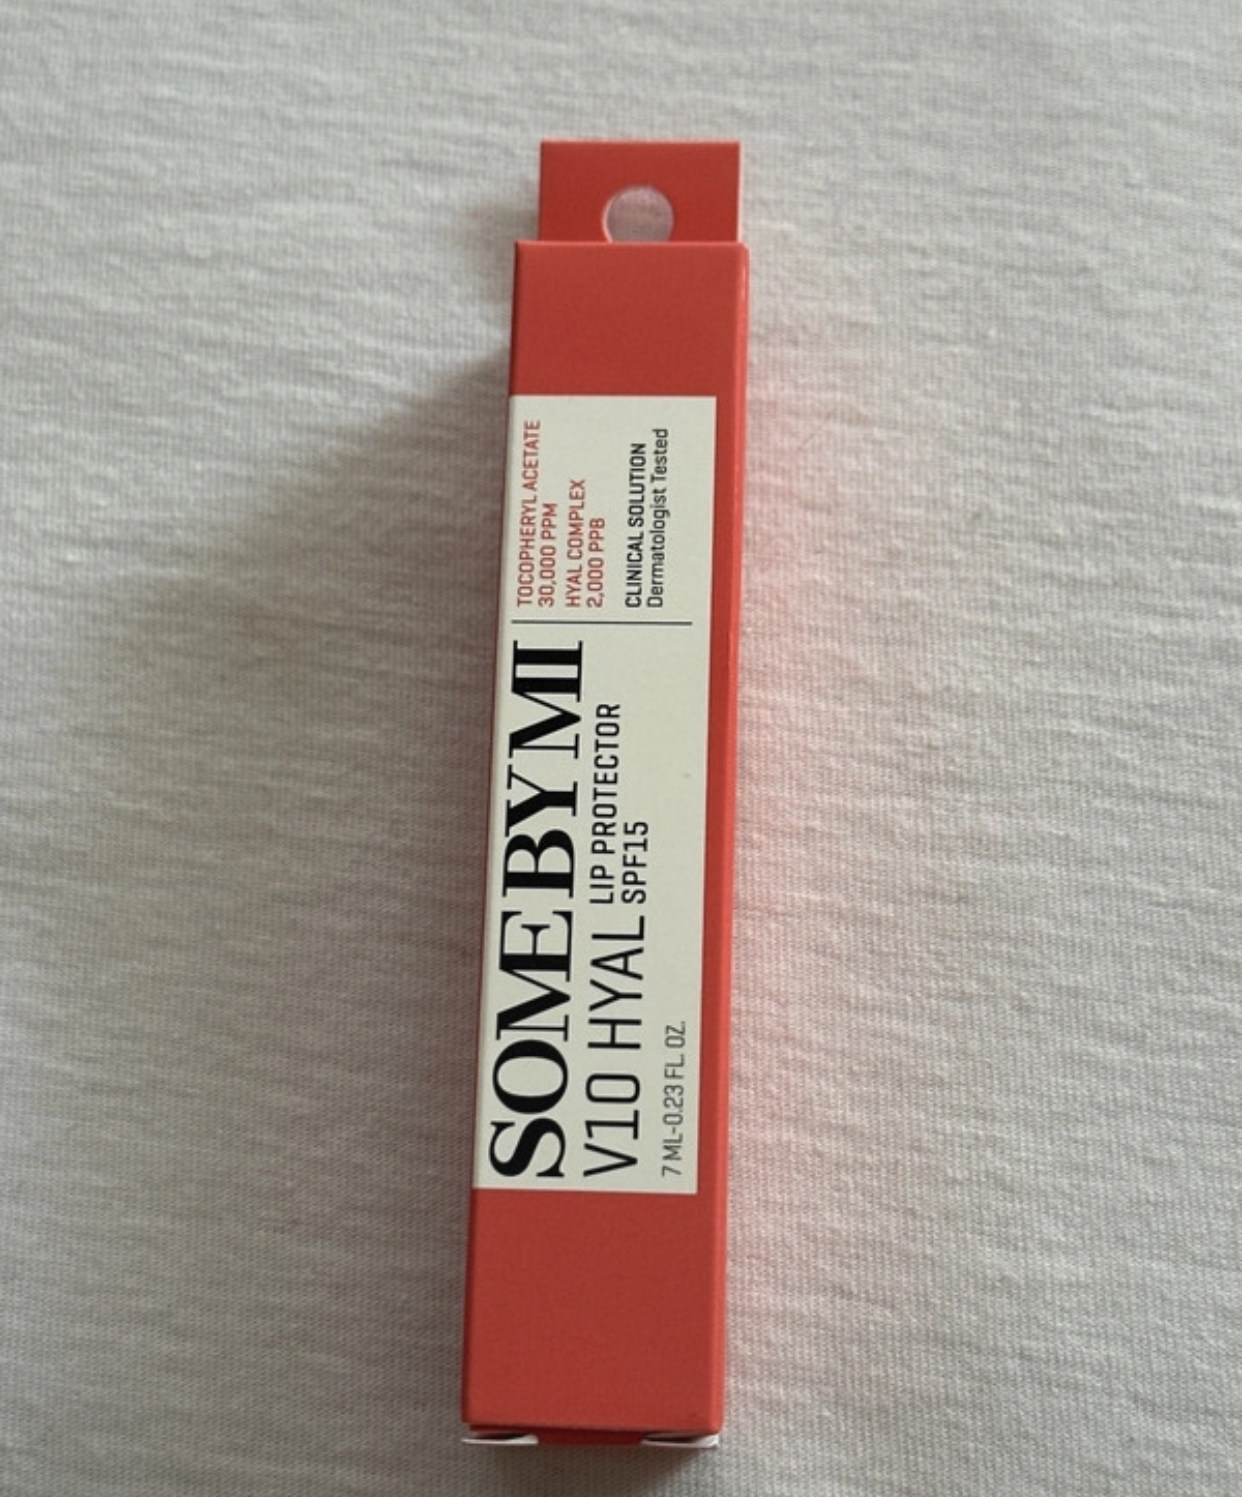 SOME BY MI
V10 HYAL LIP PROTECTOR
SPF15
7 ML-0.23 FL. OZ.
TOCOPHERYL ACETATE
30,000 PPM
HYAL COMPLEX
2,000 PPB
CLINICAL SOLUTION
Dermatologist Tested